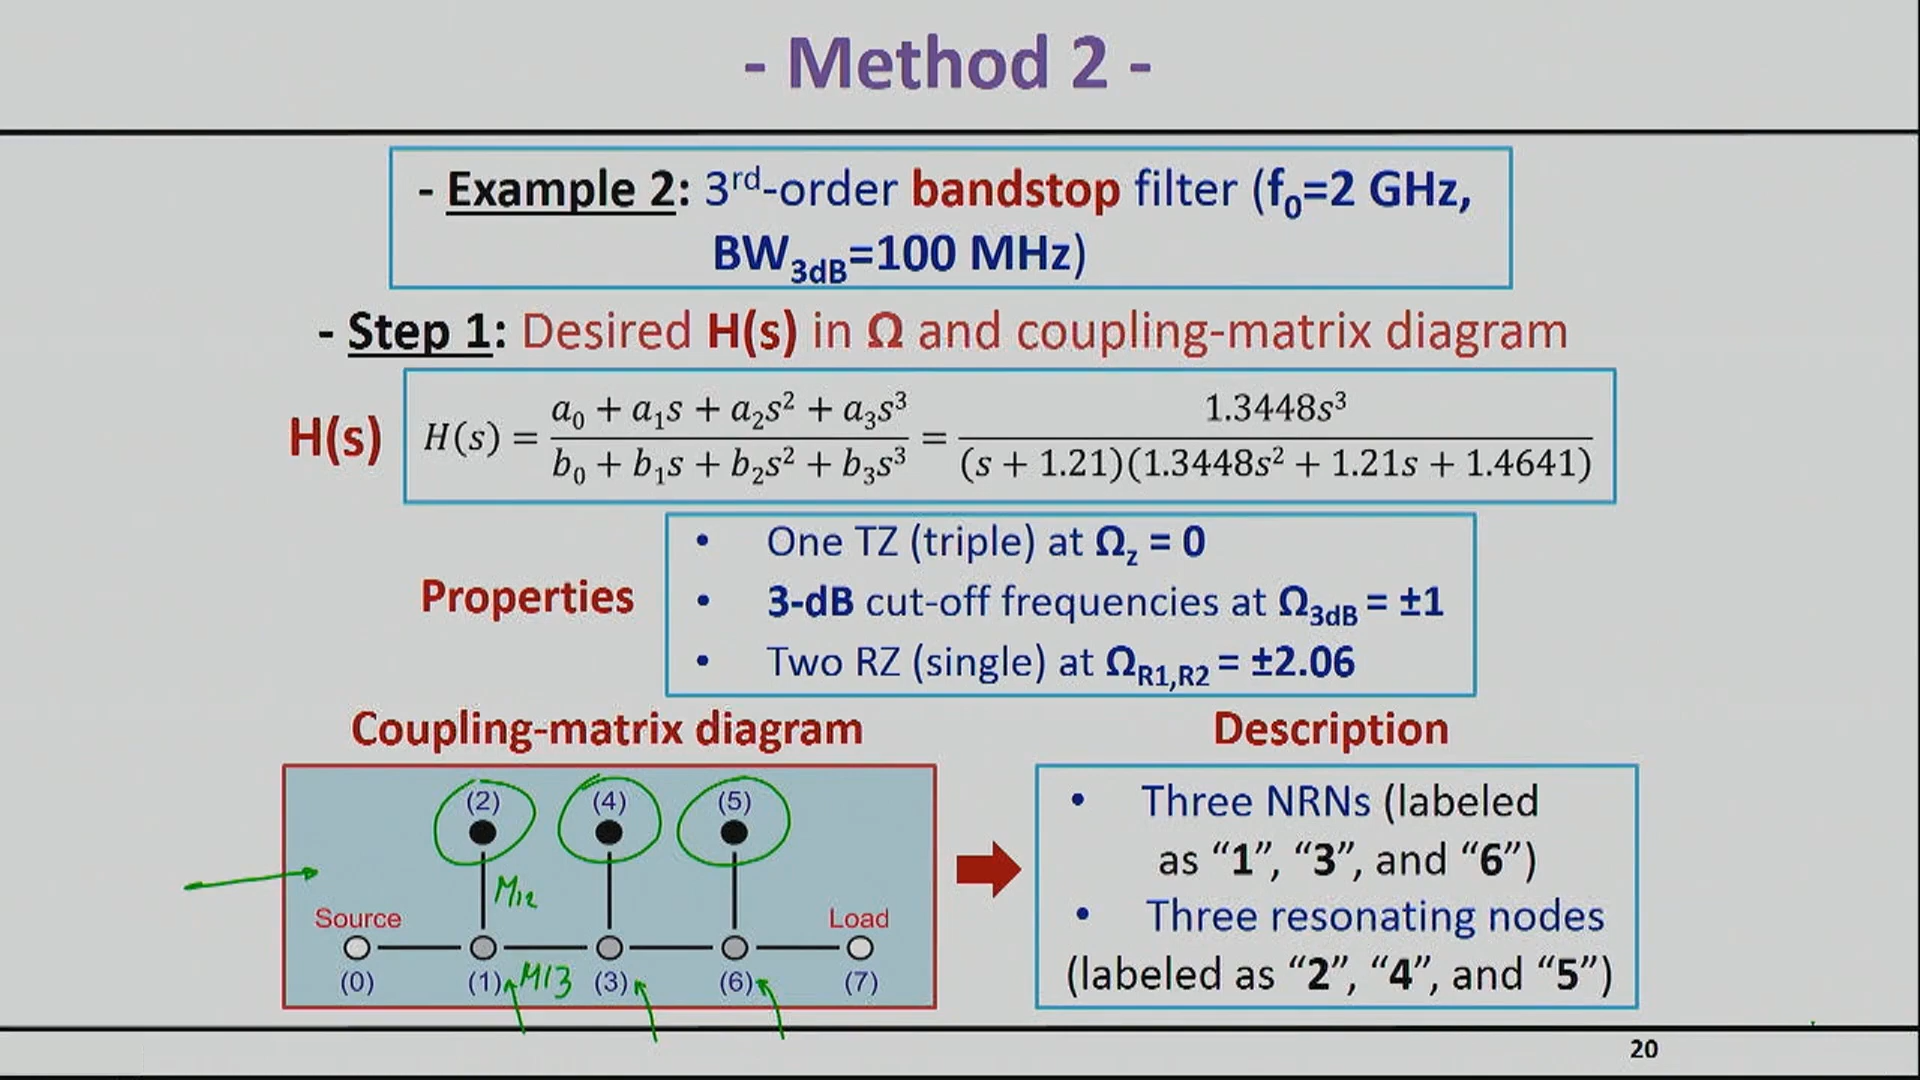 - Method 2 -
- Example 2: 3rd-order bandstop filter (f0=2 GHz,
BW3dB=100 MHz)
- Step 1: Desired H(s) in Ω and coupling-matrix diagram
H(s) H(s) = (a0 + a1s + a2s² + a3s³) / (b0 + b1s + b2s² + b3s³) = 1.3448s³ / (s + 1.21)(1.3448s² + 1.21s + 1.4641)
Properties
• One TZ (triple) at Ωz = 0
• 3-dB cut-off frequencies at Ω3dB = ±1
• Two RZ (single) at ΩR1,R2 = ±2.06
Coupling-matrix diagram
(2) (4) (5)
M12
Source Load
(0) (1) M13 (3) (6) (7)
Description
• Three NRNs (labeled
as “1”, “3”, and “6”)
• Three resonating nodes
(labeled as “2”, “4”, and “5”)
20